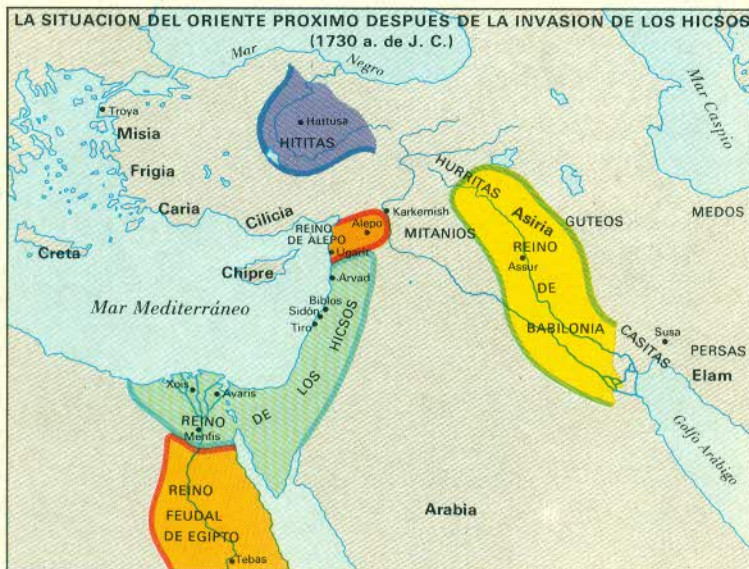 LA SITUACION DEL ORIENTE PROXIMO DESPUES DE LA INVASION DE LOS HICSOS
(1730 a. de J. C.)
Mar
Negro
Mar Caspio
Troya
Misia
Hattusa
HITITAS
Frigia
HURRITAS
Caria
Cilicia
Karkemish
Asiria
GUTEOS
MEDOS
REINO
DE ALEPO
Alepo
MITANIOS
REINO
Creta
Ugarit
Assur
Chipre
Arvad
DE
Mar Mediterráneo
Biblos
Sidón
Tiro
BABILONIA
CASITAS
Susa
PERSAS
Elam
Xois
Avaris
REINO
DE
LOS
HICSOS
Menfis
Golfo Arábigo
REINO
FEUDAL
DE EGIPTO
Arabia
Tebas